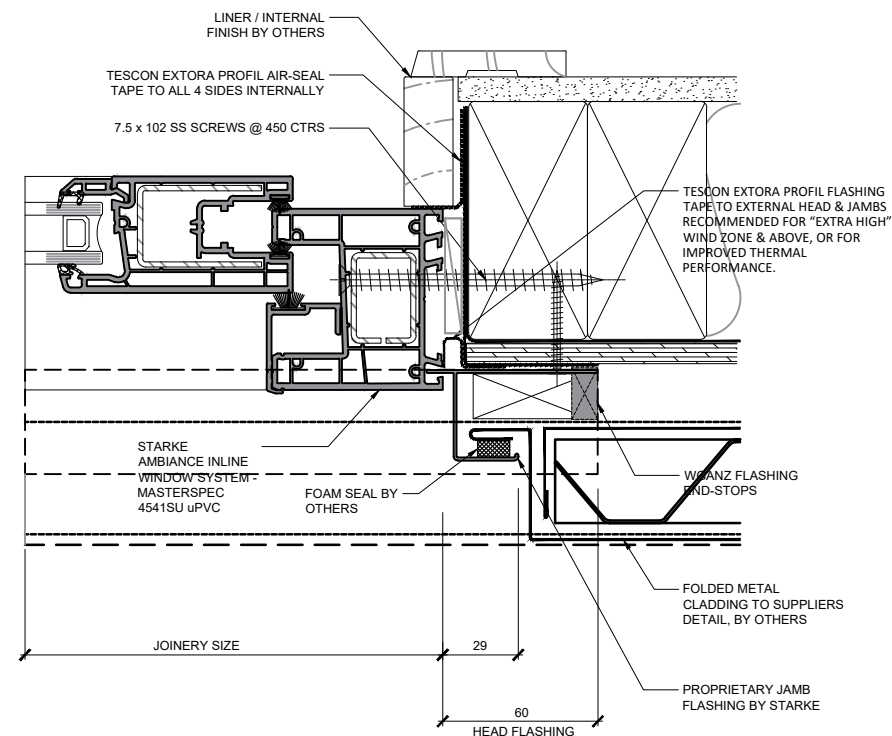 LINER / INTERNAL
FINISH BY OTHERS
TESCON EXTORA PROFIL AIR-SEAL
TAPE TO ALL 4 SIDES INTERNALLY
7.5 x 102 SS SCREWS @ 450 CTRS
TESCON EXTORA PROFIL FLASHING
TAPE TO EXTERNAL HEAD & JAMBS
RECOMMENDED FOR “EXTRA HIGH”
WIND ZONE & ABOVE, OR FOR
IMPROVED THERMAL
PERFORMANCE.
STARKE
AMBIANCE INLINE
WINDOW SYSTEM -
MASTERSPEC
4541SU uPVC
FOAM SEAL BY
OTHERS
WGANZ FLASHING
END-STOPS
FOLDED METAL
CLADDING TO SUPPLIERS
DETAIL, BY OTHERS
JOINERY SIZE
29
PROPRIETARY JAMB
FLASHING BY STARKE
60
HEAD FLASHING